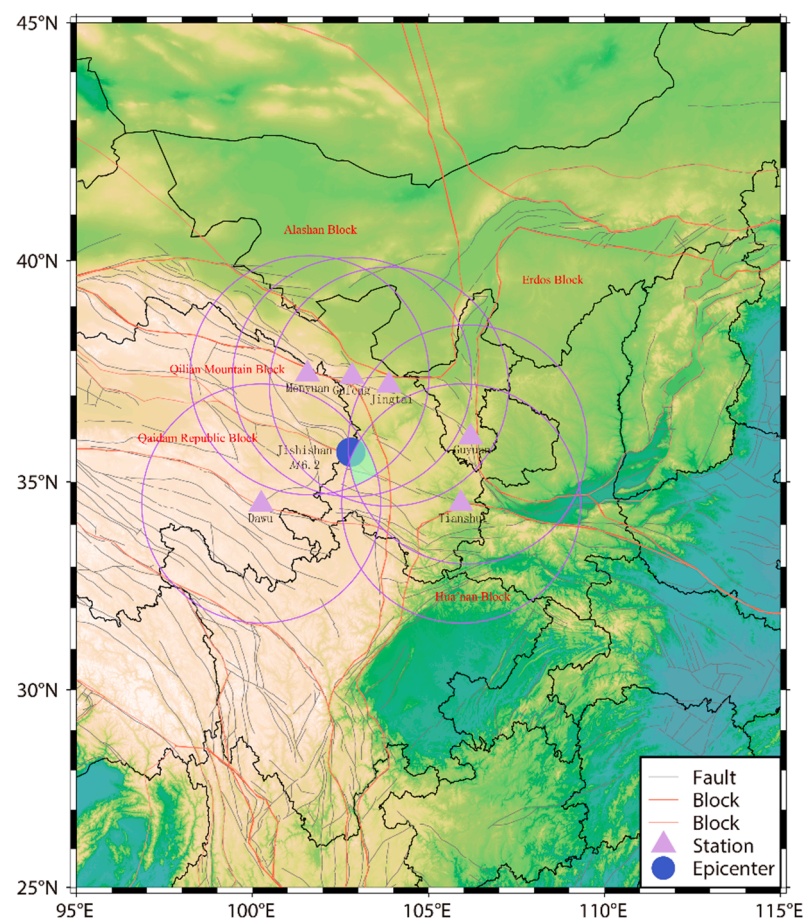 45°N
Alashan Block
40°N
Erdos Block
Qilian Mountain Block
Menyuan
Gufeng
Jingtai
Qaidam Republic Block
Jishishan
M6.2
Guyuan
35°N
Dawu
Tianshui
Hua'nan Block
30°N
Fault
Block
Block
Station
Epicenter
25°N
95°E
100°E
105°E
110°E
115°E